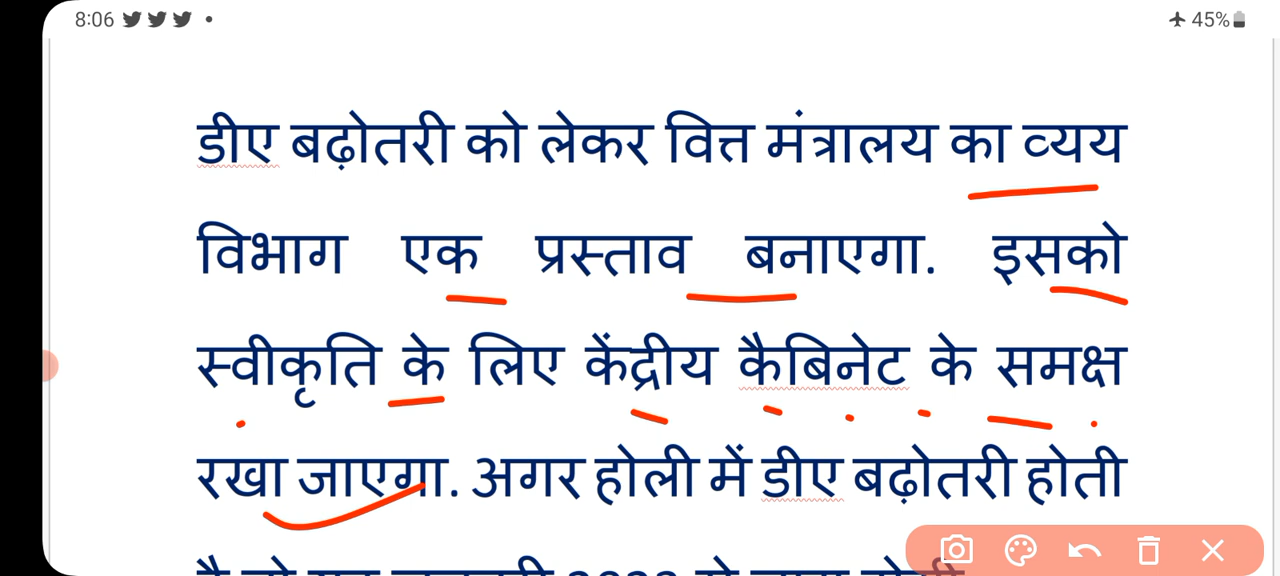 8:06
45%
डीए बढ़ोतरी को लेकर वित्त मंत्रालय का व्यय
विभाग एक प्रस्ताव बनाएगा. इसको
स्वीकृति के लिए केंद्रीय कैबिनेट के समक्ष
रखा जाएगा. अगर होली में डीए बढ़ोतरी होती